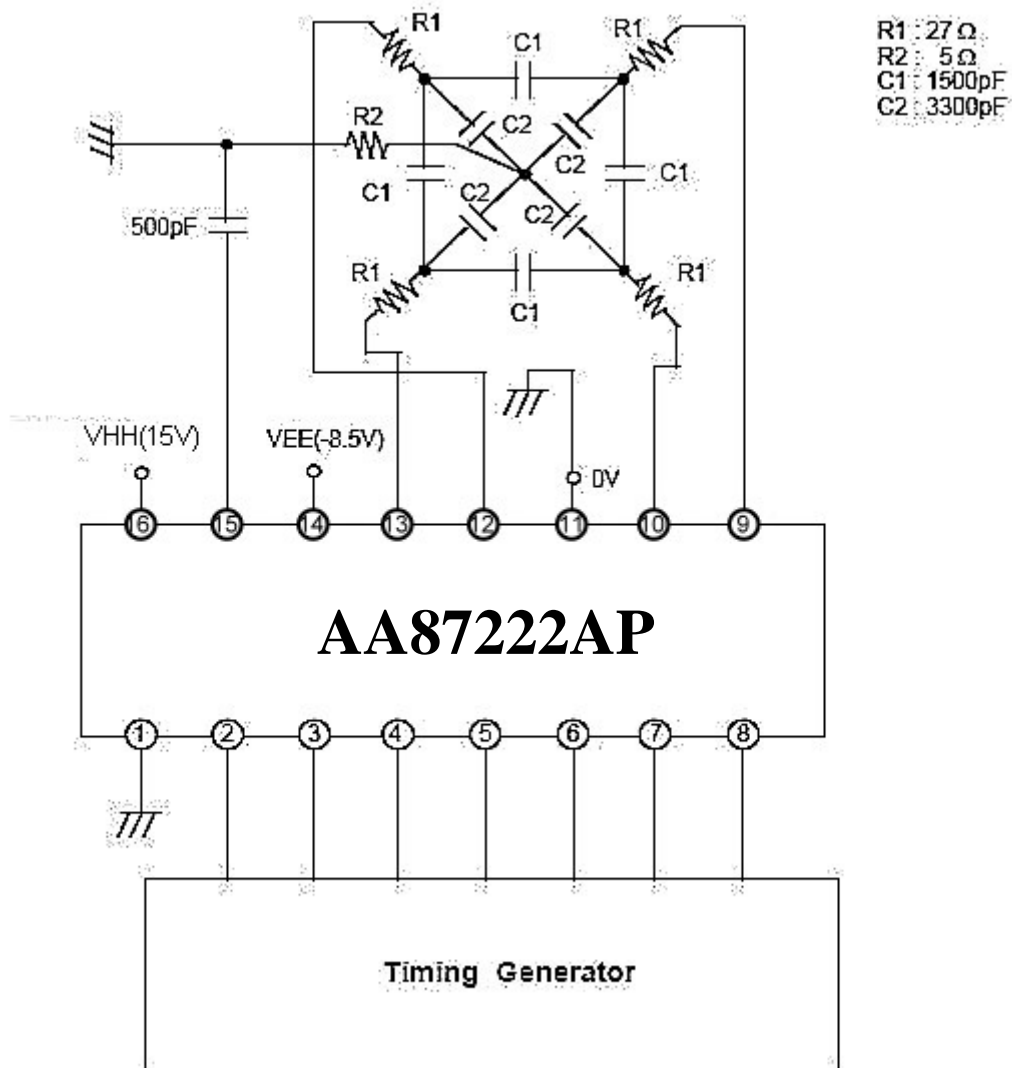 R1
C1
R1
R1 : 27 Ω
R2 : 5 Ω
C1 : 1500pF
C2 : 3300pF
R2
C2
C2
C1
C2
C2
C1
500pF
R1
R1
C1
VHH(15V)
VEE(-8.5V)
0V
16 15 14 13 12 11 10 9
AA87222AP
1 2 3 4 5 6 7 8
Timing Generator